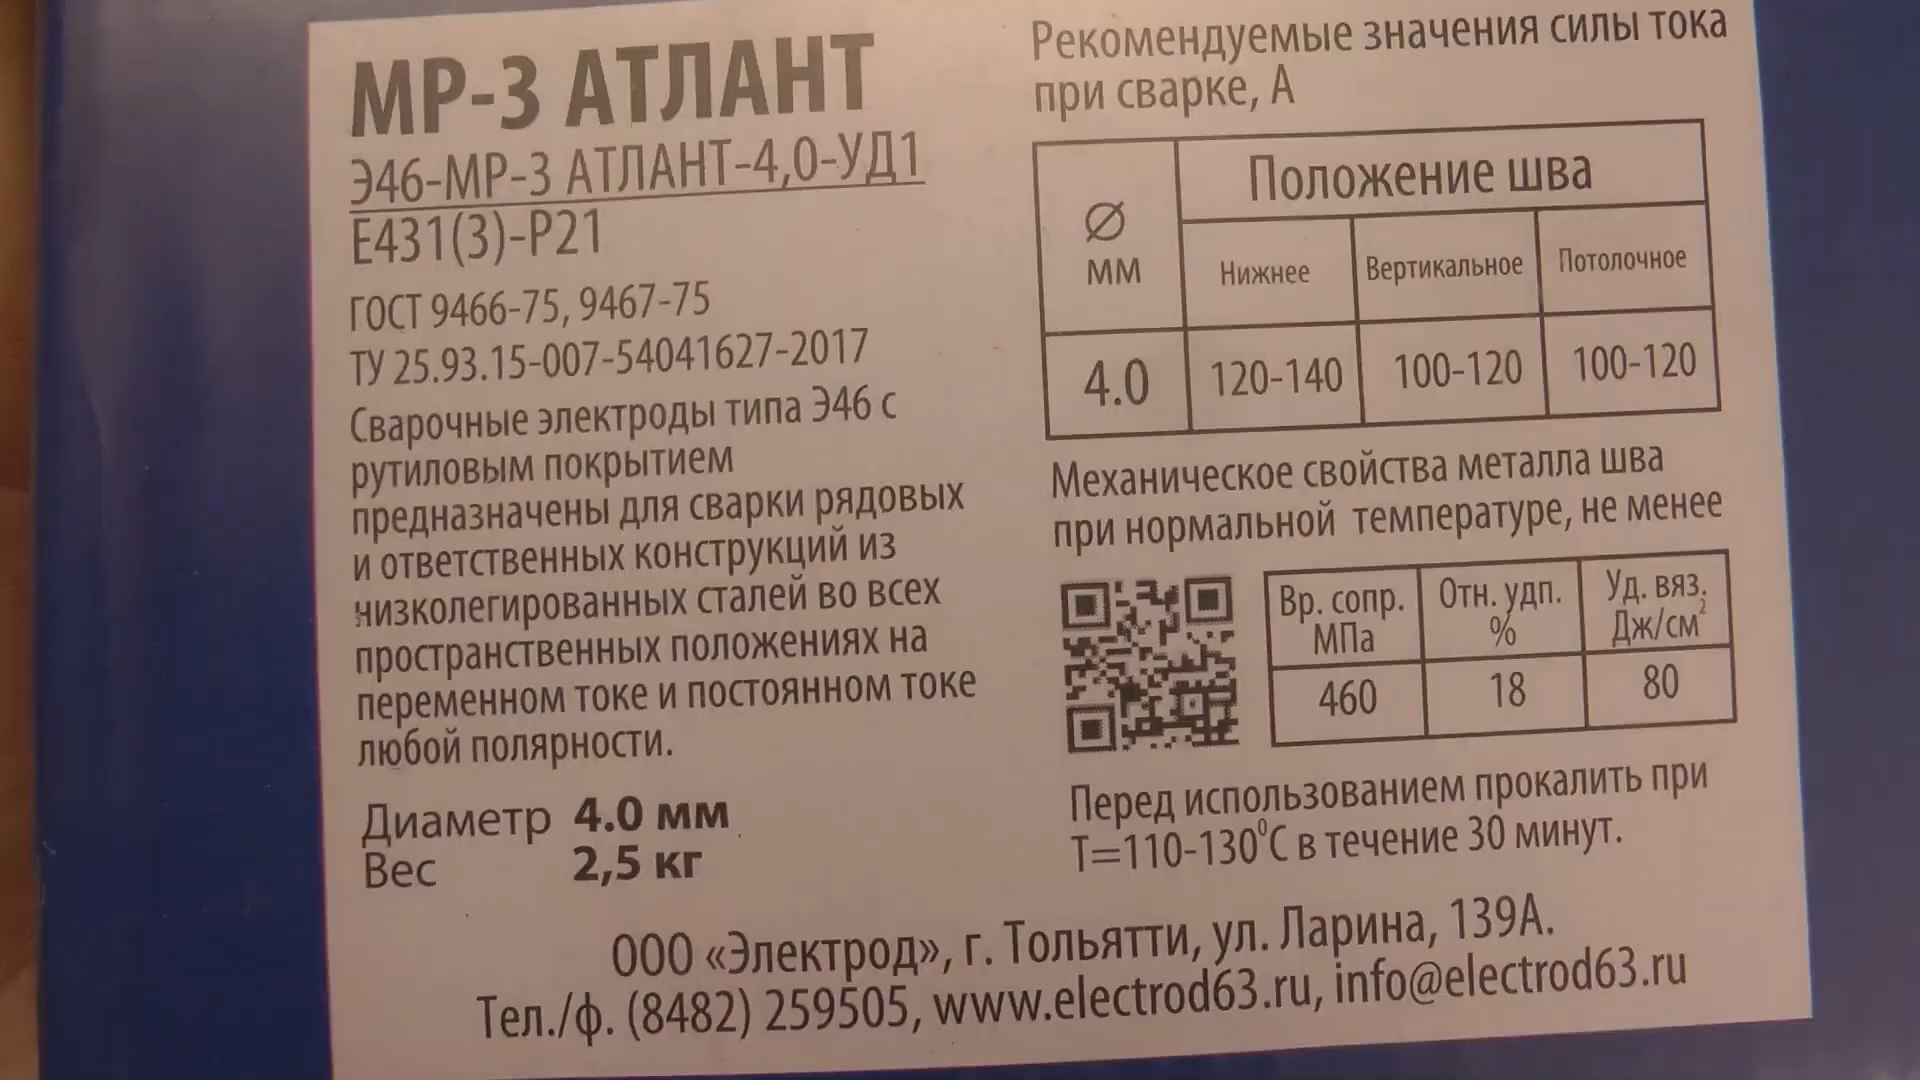 МР-3 АТЛАНТ
Э46-МР-3 АТЛАНТ-4,0-УД1
Е431(3)-Р21
ГОСТ 9466-75, 9467-75
ТУ 25.93.15-007-54041627-2017
Сварочные электроды типа Э46 с
рутиловым покрытием
предназначены для сварки рядовых
и ответственных конструкций из
низколегированных сталей во всех
пространственных положениях на
переменном токе и постоянном токе
любой полярности.
Диаметр 4.0 мм
Вес 2,5 кг
Рекомендуемые значения силы тока
при сварке, А
Положение шва
Ø
мм
Нижнее Вертикальное Потолочное
4.0 120-140 100-120 100-120
Механическое свойства металла шва
при нормальной температуре, не менее
Вр. сопр. Отн. удп. Уд. вяз.
МПа % Дж/см²
460 18 80
Перед использованием прокалить при
Т=110-130⁰С в течение 30 минут.
ООО «Электрод», г. Тольятти, ул. Ларина, 139А.
Тел./ф. (8482) 259505, www.electrod63.ru, info@electrod63.ru